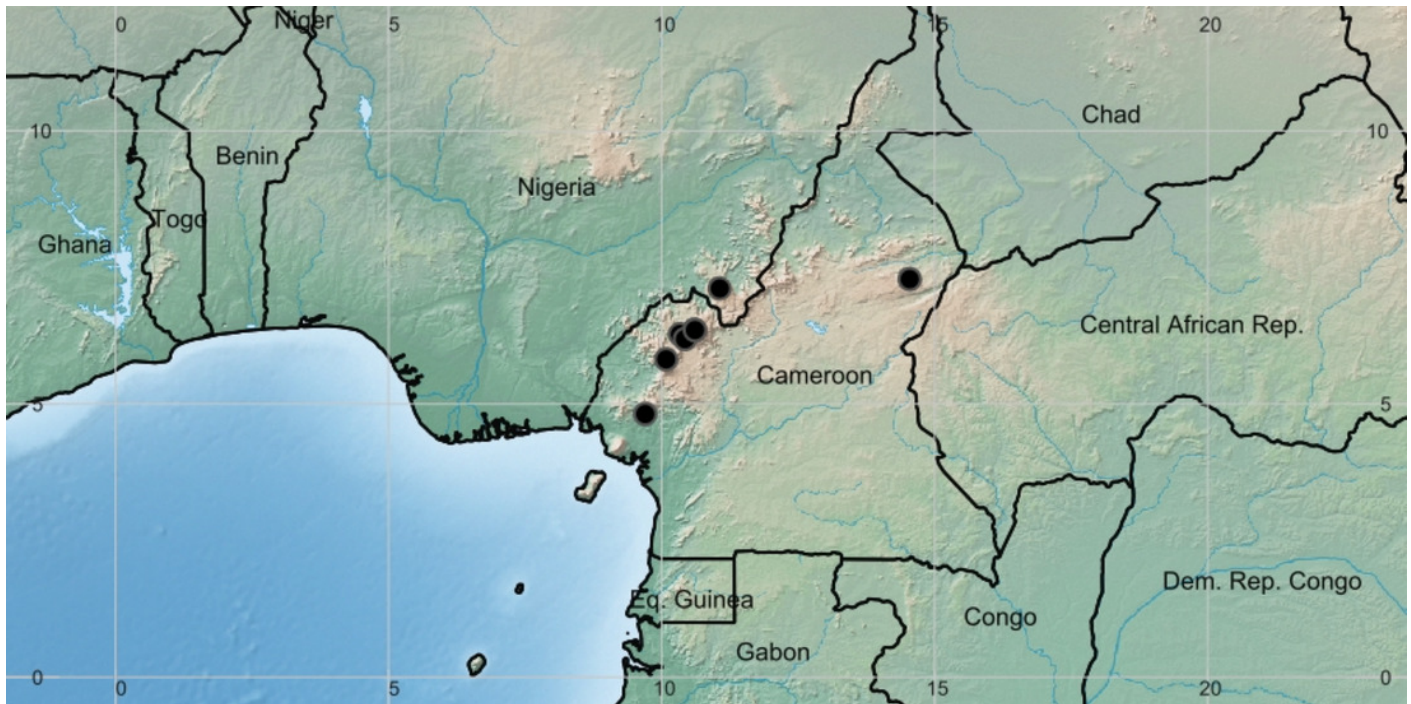 Niger
0
5
10
15
20
Chad
10
10
Benin
Nigeria
Togo
Ghana
Central African Rep.
Cameroon
5
5
Dem. Rep. Congo
Eq. Guinea
Congo
Gabon
0
0
0
5
10
15
20